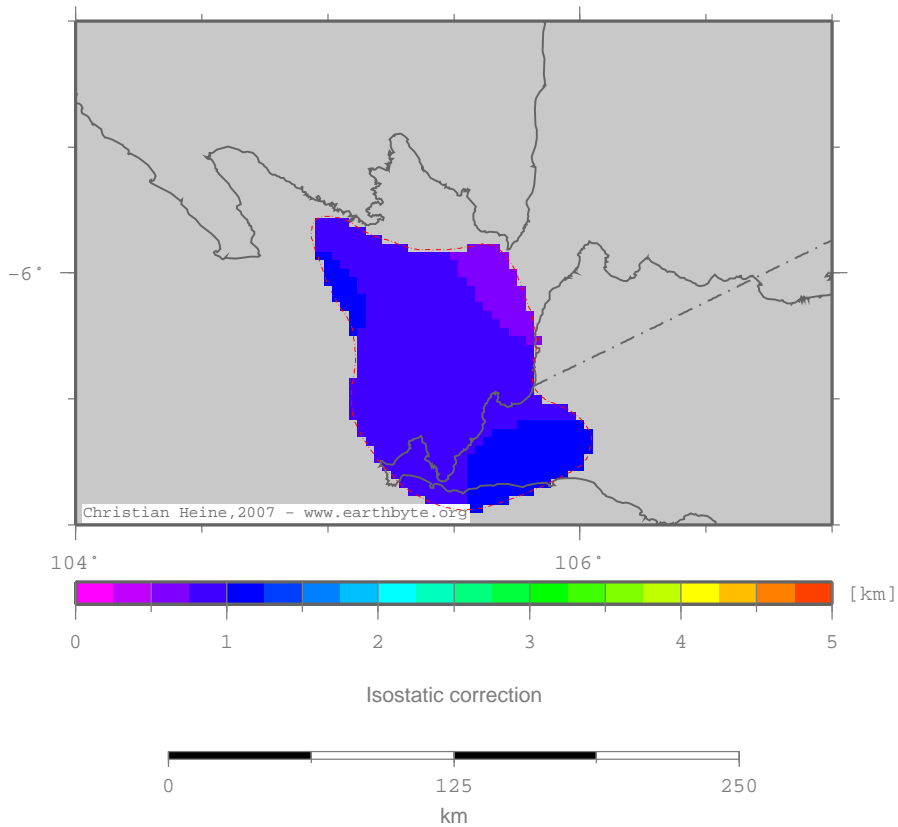 -6°
Christian Heine,2007 - www.earthbyte.org
104° 106°
[km]
0 1 2 3 4 5
Isostatic correction
0 125 250
km